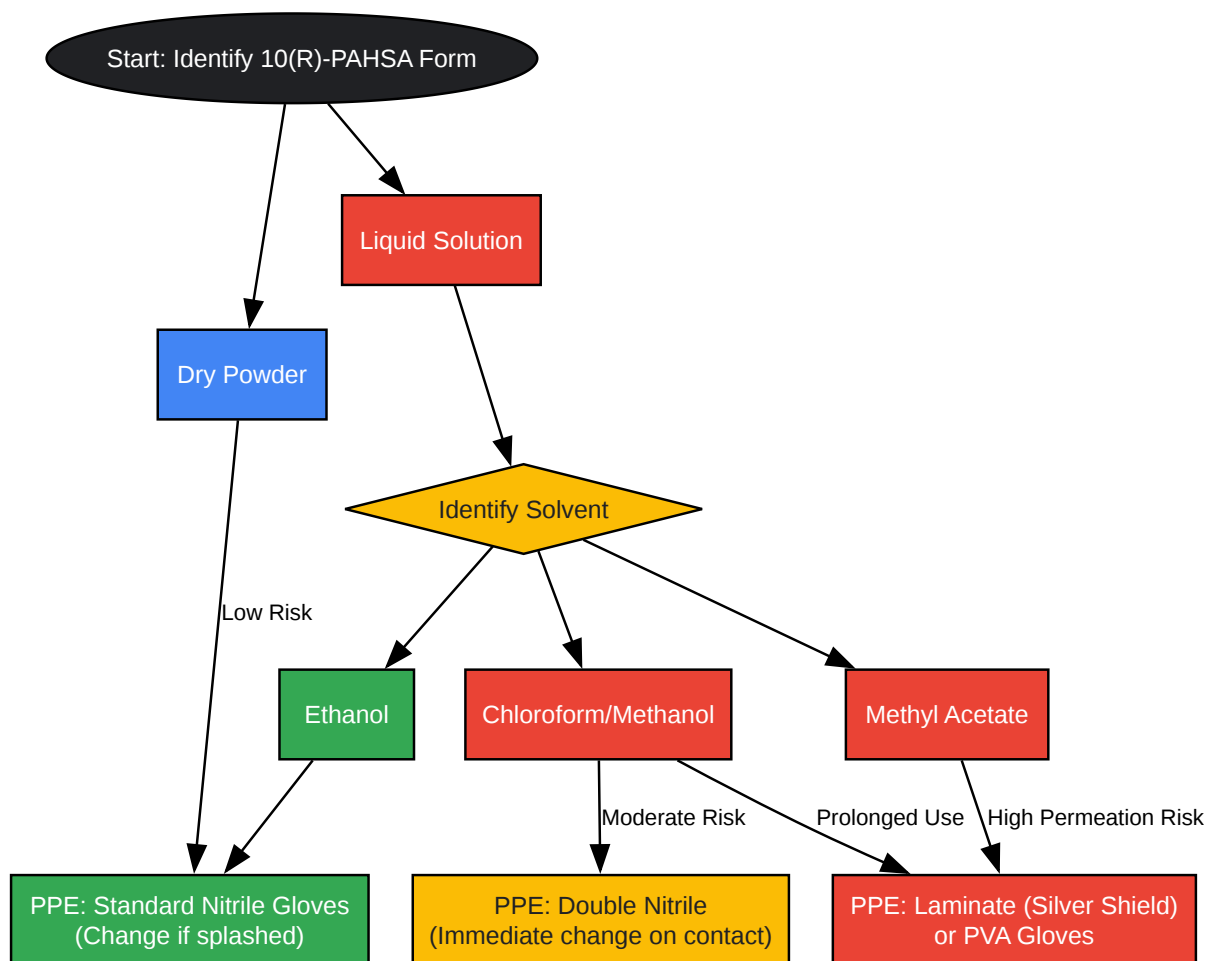 Start: Identify 10(R)-PAHSA Form
Liquid Solution
Dry Powder
Identify Solvent
Low Risk
Ethanol
Chloroform/Methanol
Methyl Acetate
Moderate Risk
Prolonged Use
High Permeation Risk
PPE: Standard Nitrile Gloves
(Change if splashed)
PPE: Double Nitrile
(Immediate change on contact)
PPE: Laminate (Silver Shield)
or PVA Gloves